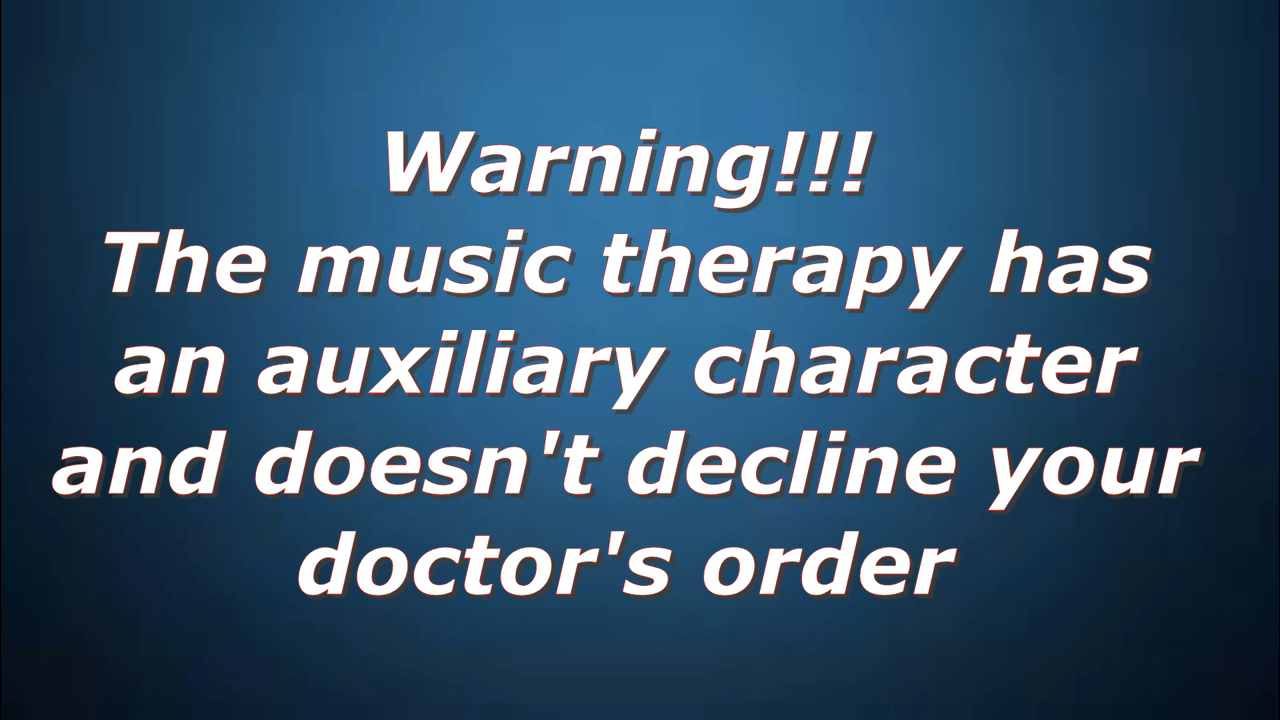 Warning!!!
The music therapy has
an auxiliary character
and doesn't decline your
doctor's order